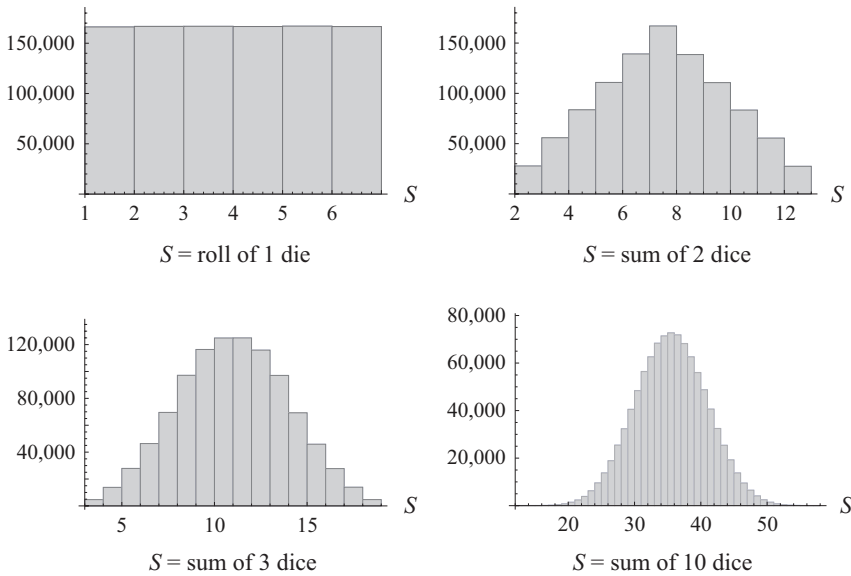 150,000
100,000
50,000
1 2 3 4 5 6
S
S = roll of 1 die
150,000
100,000
50,000
2 4 6 8 10 12
S
S = sum of 2 dice
120,000
80,000
40,000
5 10 15
S
S = sum of 3 dice
80,000
60,000
40,000
20,000
20 30 40 50
S
S = sum of 10 dice